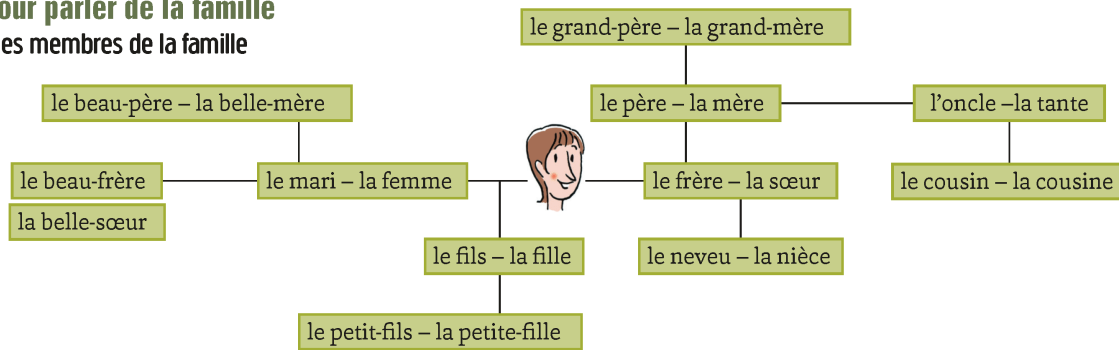 our parler de la famille
es membres de la famille
le grand-père – la grand-mère
le beau-père – la belle-mère
le père – la mère
l'oncle –la tante
le beau-frère
le mari – la femme
le frère – la sœur
le cousin – la cousine
la belle-sœur
le fils – la fille
le neveu – la nièce
le petit-fils – la petite-fille